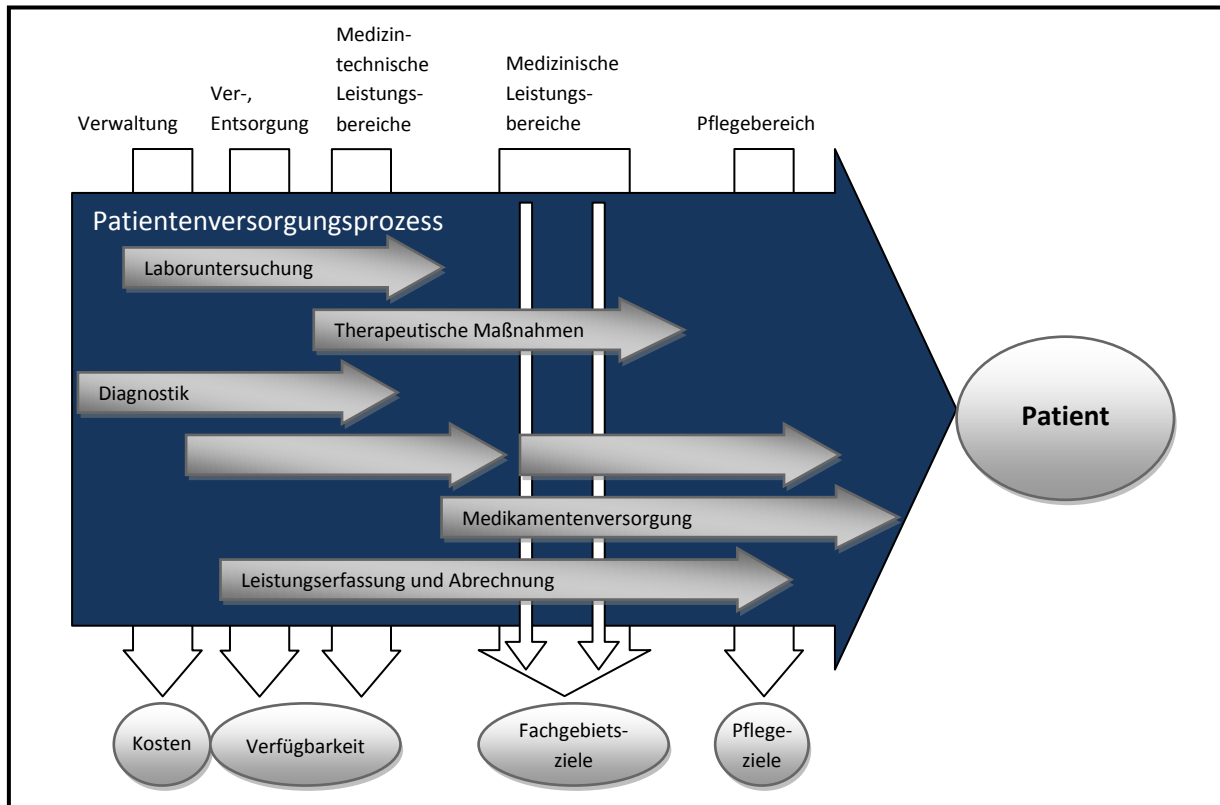 Verwaltung
Ver-,
Entsorgung
Medizin-
technische
Leistungs-
bereiche
Medizinische
Leistungs-
bereiche
Pflegebereich
Patientenversorgungsprozess
Laboruntersuchung
Therapeutische Maßnahmen
Diagnostik
Medikamentenversorgung
Leistungserfassung und Abrechnung
Patient
Kosten
Verfügbarkeit
Fachgebiets-
ziele
Pflege-
ziele